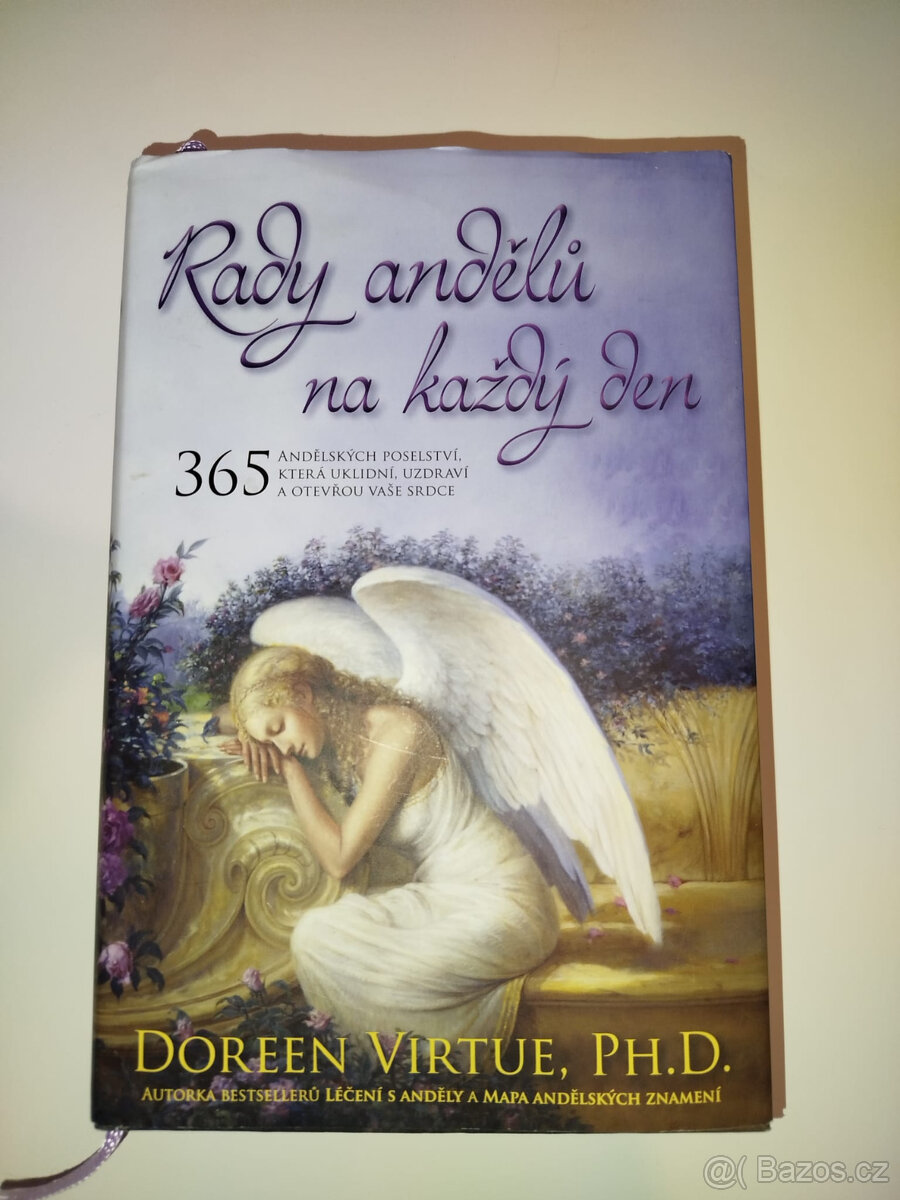 Rady andělů
na každý den
365 Andělských poselství,
která uklidní, uzdraví
a otevřou vaše srdce
Doreen Virtue, Ph.D.
Autorka bestsellerů Léčení s anděly a Mapa andělských znamení
@( Bazos.cz